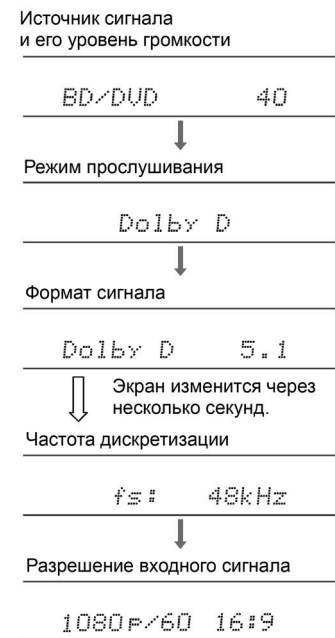 Источник сигнала
и его уровень громкости
BD/DVD 40
Режим прослушивания
Dolby D
Формат сигнала
Dolby D 5.1
Экран изменится через
несколько секунд.
Частота дискретизации
fs: 48kHz
Разрешение входного сигнала
1080p/60 16:9